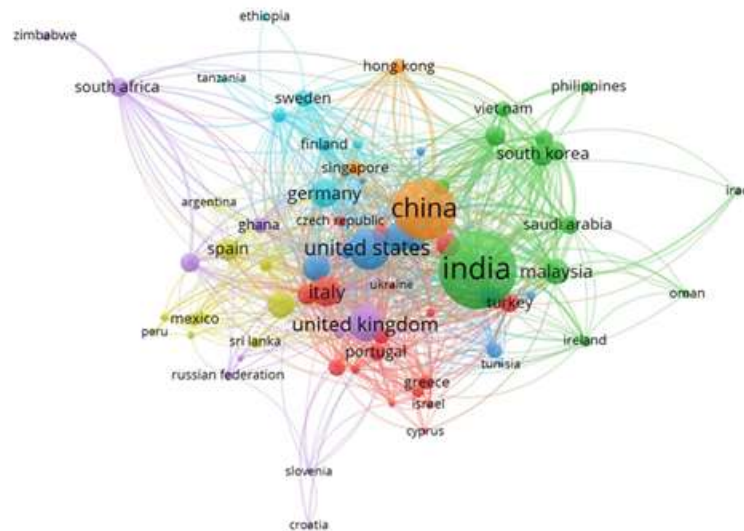 ethiopia
zimbabwe
hong kong
tanzania
south africa
philippines
sweden
viet nam
finland
south korea
singapore
germany
iraq
argentina
china
czech republic
ghana
saudi arabia
spain
united states
india
malaysia
ukraine
italy
oman
turkey
mexico
united kingdom
peru
sri lanka
ireland
portugal
tunisia
russian federation
greece
israel
cyprus
slovenia
croatia